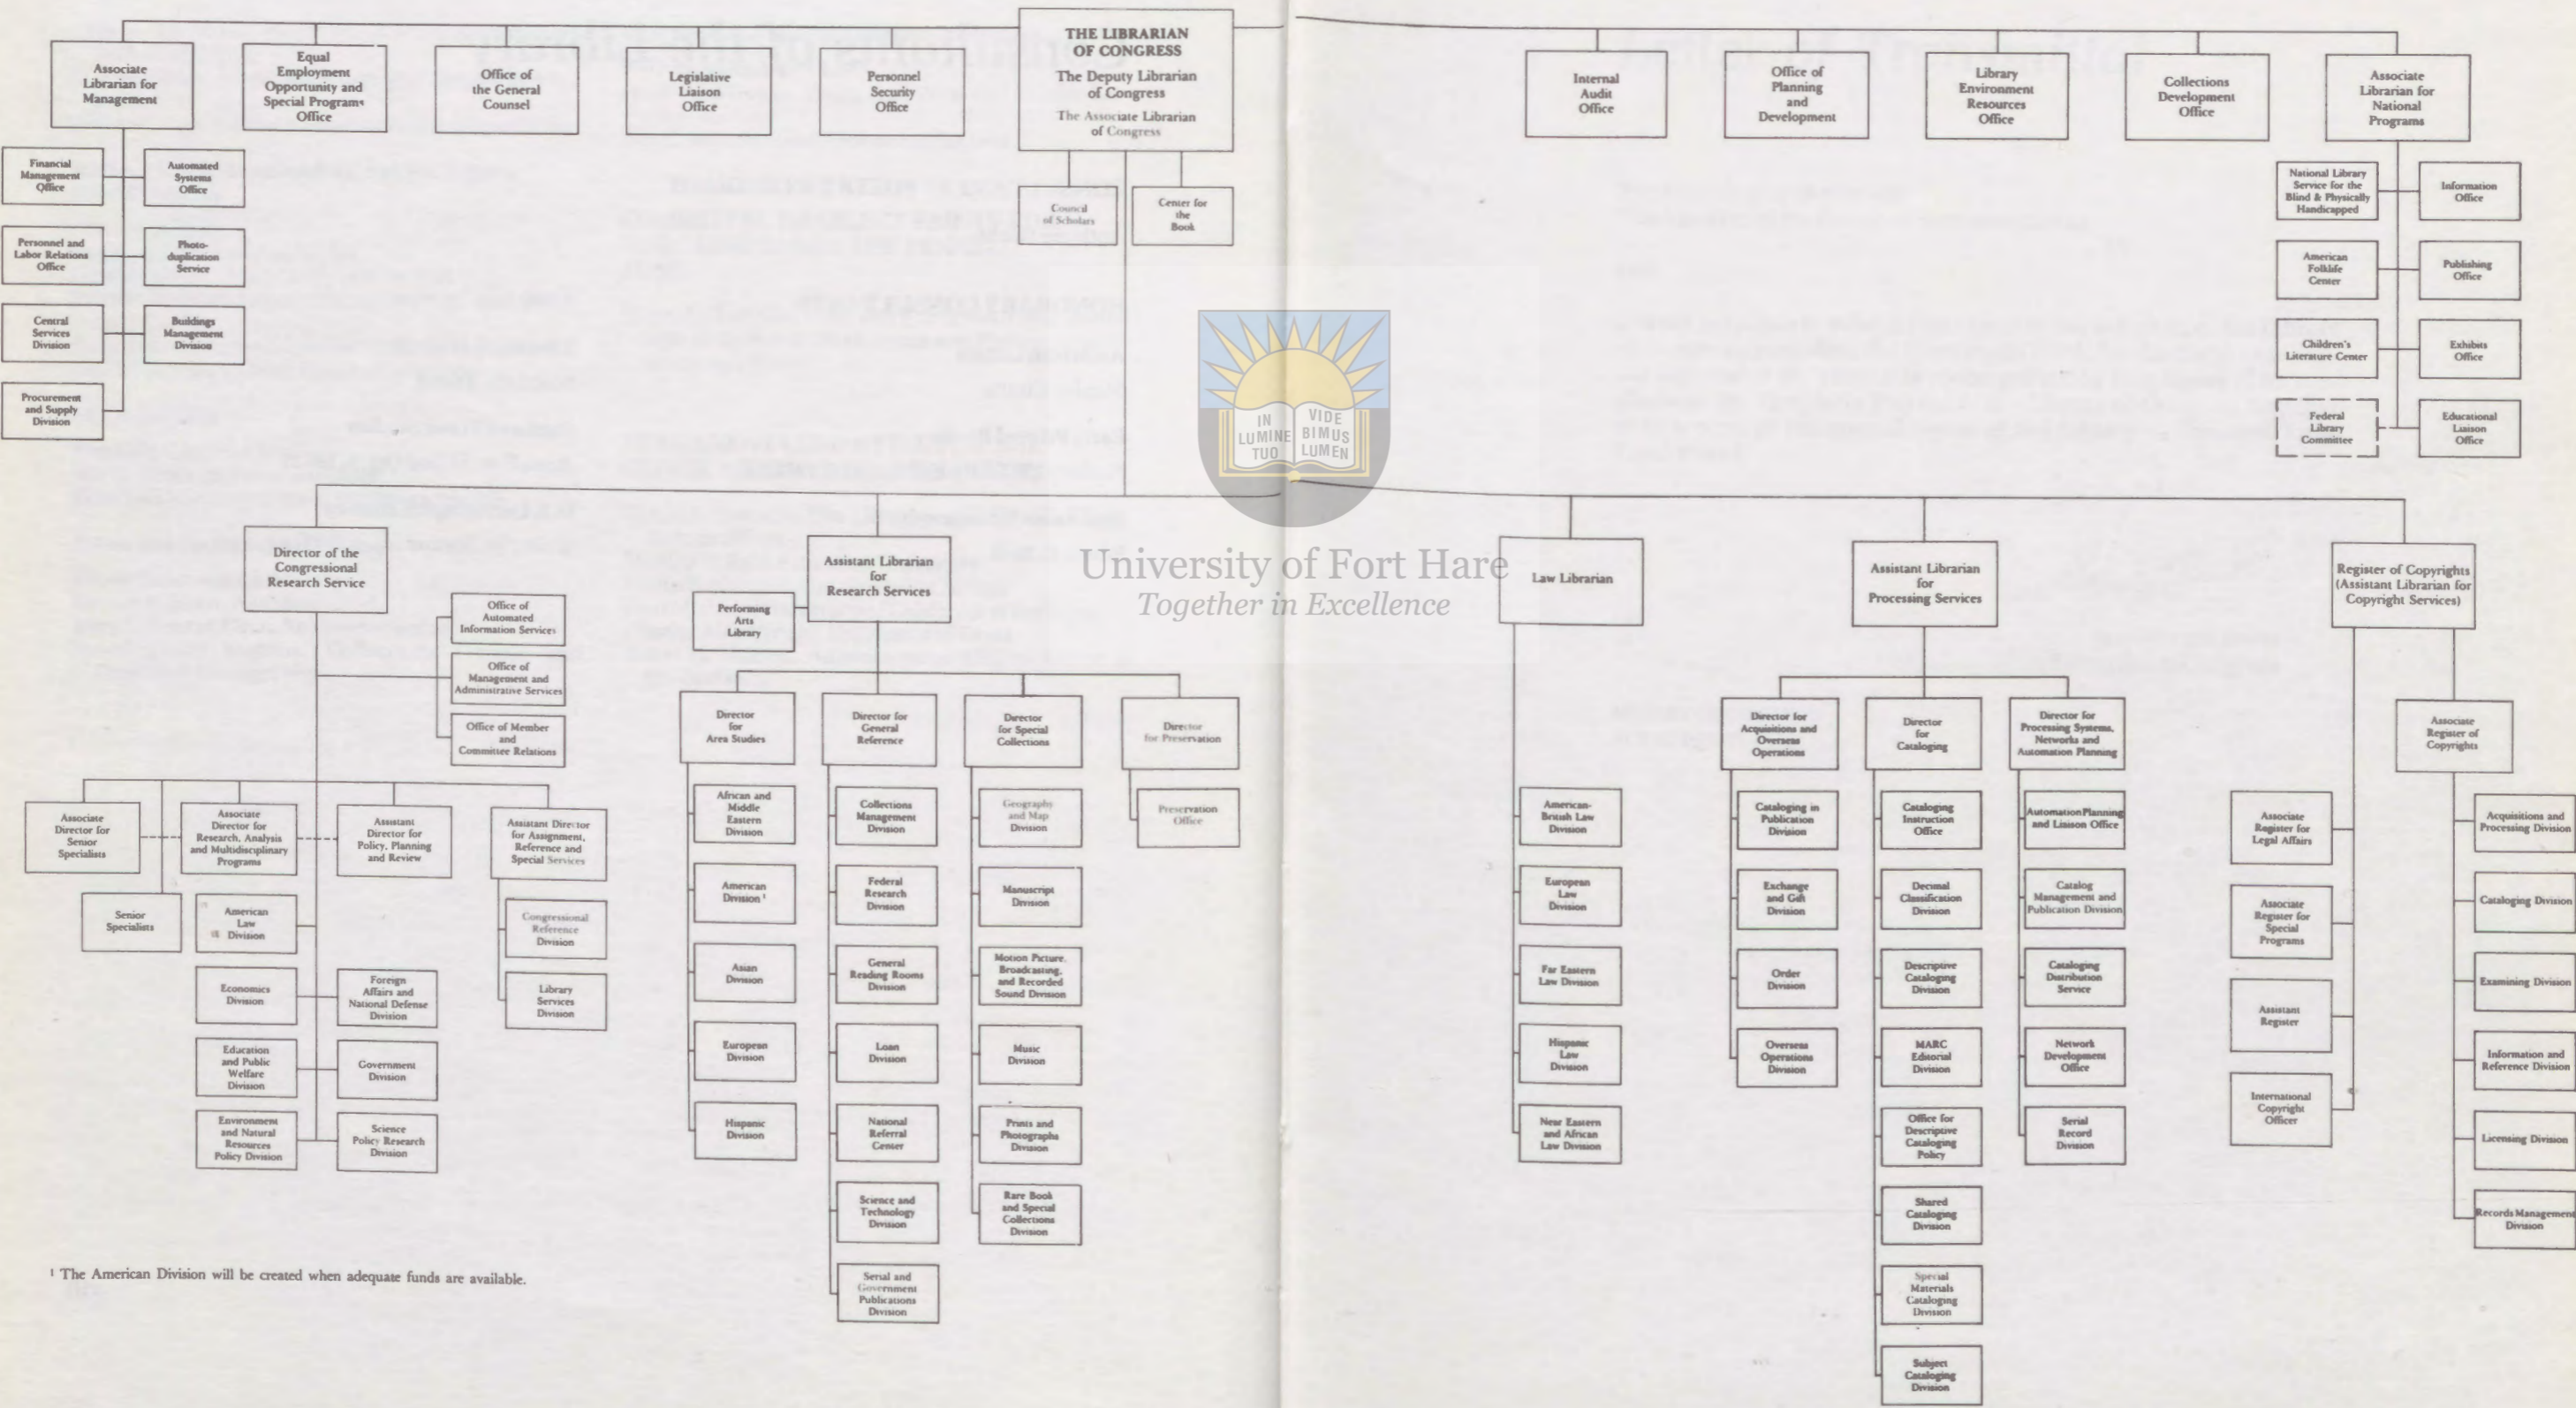 THE LIBRARIAN
OF CONGRESS
The Deputy Librarian
of Congress
The Associate Librarian
of Congress
Associate
Librarian for
Management
Equal
Employment
Opportunity and
Special Programs
Office
Office of
the General
Counsel
Legislative
Liaison
Office
Personnel
Security
Office
Internal
Audit
Office
Office of
Planning
and
Development
Library
Environment
Resources
Office
Collections
Development
Office
Associate
Librarian for
National
Programs
Financial
Management
Office
Automated
Systems
Office
Personnel and
Labor Relations
Office
Photo-
duplication
Service
Central
Services
Division
Buildings
Management
Division
Procurement
and Supply
Division
Council
of Scholars
Center for
the
Book
National Library
Service for the
Blind & Physically
Handicapped
Information
Office
American
Folklife
Center
Publishing
Office
Children's
Literature Center
Exhibits
Office
Federal
Library
Committee
Educational
Liaison
Office
IN
LUMINE
TUO
VIDE
BIMUS
LUMEN
University of Fort Hare
Together in Excellence
Director of the
Congressional
Research Service
Office of
Automated
Information Services
Office of
Management and
Administrative Services
Office of Member
and
Committee Relations
Associate
Director for
Senior
Specialists
Associate
Director for
Research, Analysis
and Multidisciplinary
Programs
Assistant
Director for
Policy, Planning
and Review
Assistant Director
for Assignment,
Reference and
Special Services
Senior
Specialists
American
Law
Division
Congressional
Reference
Division
Economics
Division
Foreign
Affairs and
National Defense
Division
Library
Services
Division
Education
and Public
Welfare
Division
Government
Division
Environment
and Natural
Resources
Policy Division
Science
Policy Research
Division
Assistant Librarian
for
Research Services
Performing
Arts
Library
Director
for
Area Studies
African and
Middle
Eastern
Division
American
Division ¹
Asian
Division
European
Division
Hispanic
Division
Director for
General
Reference
Collections
Management
Division
Federal
Research
Division
General
Reading Rooms
Division
Loan
Division
National
Referral
Center
Science and
Technology
Division
Serial and
Government
Publications
Division
Director
for Special
Collections
Geography
and Map
Division
Manuscript
Division
Motion Picture,
Broadcasting,
and Recorded
Sound Division
Music
Division
Prints and
Photographs
Division
Rare Book
and Special
Collections
Division
Director
for Preservation
Preservation
Office
Law Librarian
American-
British Law
Division
European
Law
Division
Far Eastern
Law Division
Hispanic
Law
Division
Near Eastern
and African
Law Division
Assistant Librarian
for
Processing Services
Director for
Acquisitions and
Overseas
Operations
Cataloging in
Publication
Division
Exchange
and Gift
Division
Order
Division
Overseas
Operations
Division
Director
for
Cataloging
Cataloging
Instruction
Office
Decimal
Classification
Division
Descriptive
Cataloging
Division
MARC
Editorial
Division
Office for
Descriptive
Cataloging
Policy
Shared
Cataloging
Division
Special
Materials
Cataloging
Division
Subject
Cataloging
Division
Director for
Processing Systems,
Networks and
Automation Planning
Automation Planning
and Liaison Office
Catalog
Management and
Publication Division
Cataloging
Distribution
Service
Network
Development
Office
Serial
Record
Division
Register of Copyrights
(Assistant Librarian for
Copyright Services)
Associate
Register of
Copyrights
Associate
Register for
Legal Affairs
Associate
Register for
Special
Programs
Assistant
Register
International
Copyright
Officer
Acquisitions and
Processing Division
Cataloging Division
Examining Division
Information and
Reference Division
Licensing Division
Records Management
Division
¹ The American Division will be created when adequate funds are available.